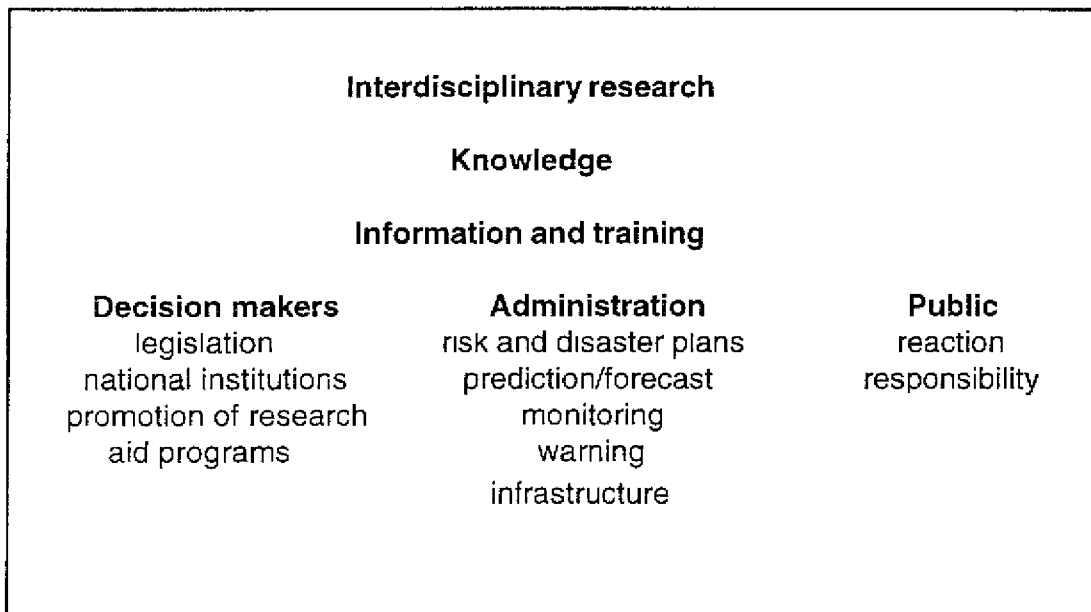 Interdisciplinary research
Knowledge
Information and training
Decision makers Administration Public
legislation risk and disaster plans reaction
national institutions prediction/forecast responsibility
promotion of research monitoring
aid programs warning
infrastructure